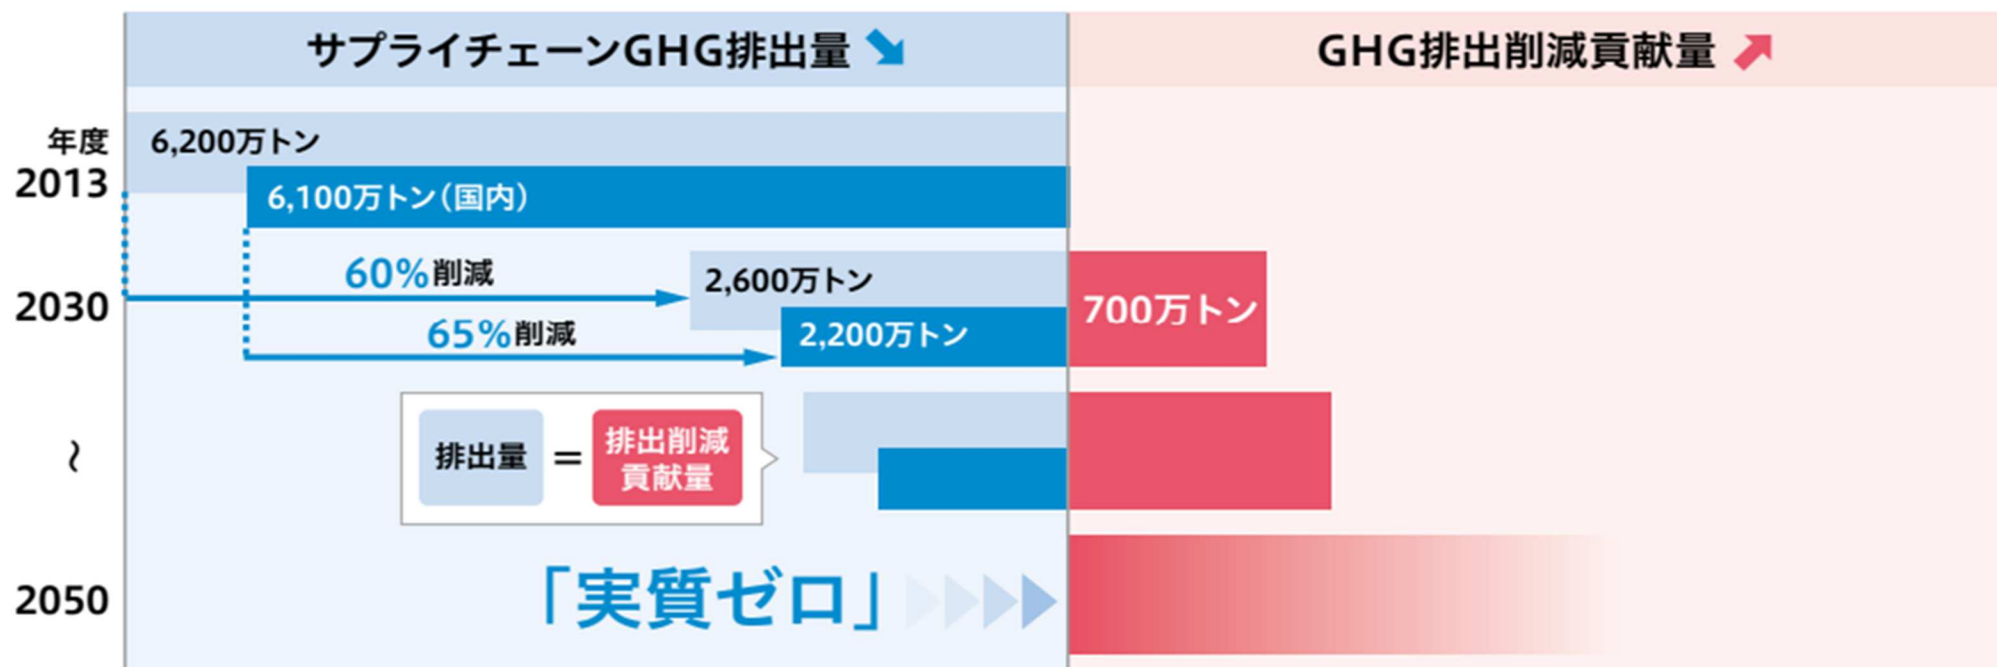 サプライチェーンGHG排出量
GHG排出削減貢献量
年度
2013
6,200万トン
6,100万トン(国内)
2030
60%削減
2,600万トン
65%削減
2,200万トン
700万トン
~
排出量 = 排出削減
貢献量
2050
「実質ゼロ」